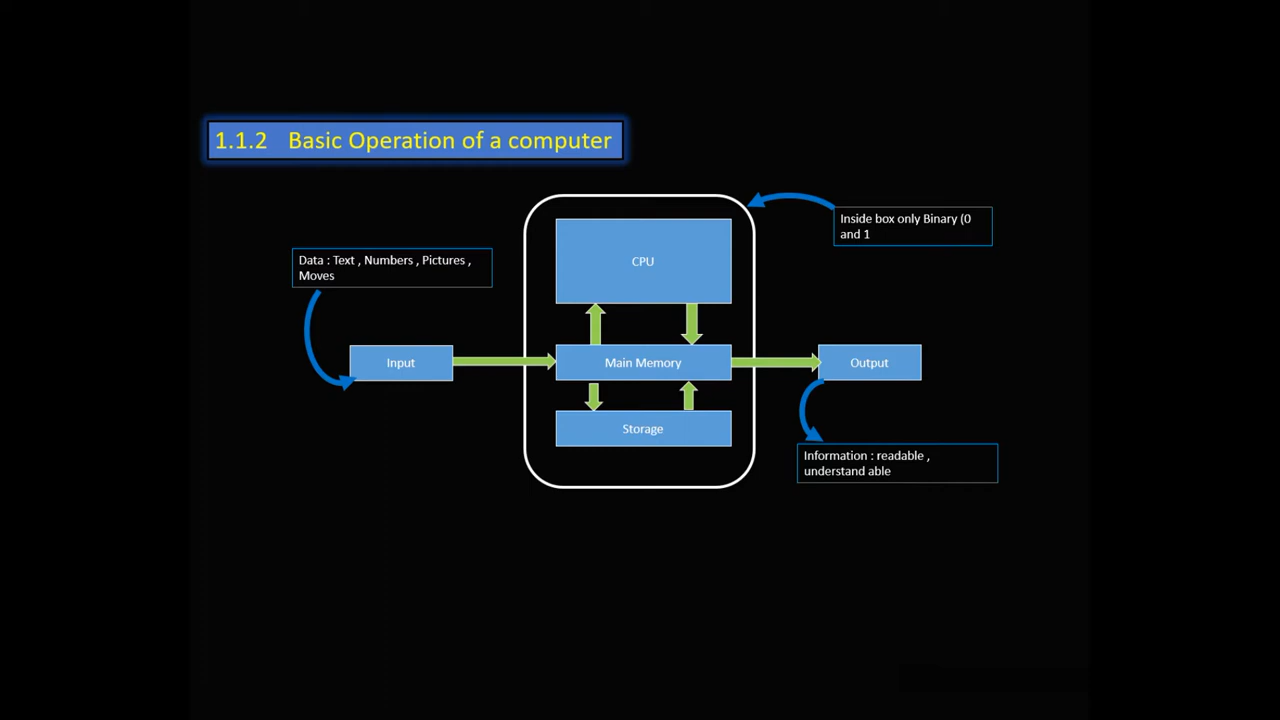 1.1.2 Basic Operation of a computer
Inside box only Binary (0
and 1
Data : Text , Numbers , Pictures ,
Moves
CPU
Input
Main Memory
Output
Storage
Information : readable ,
understand able